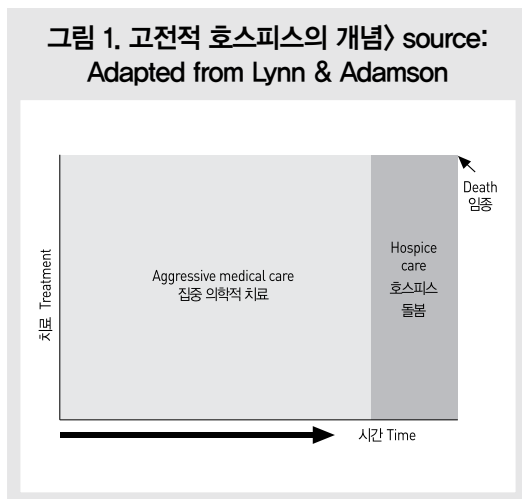 그림 1. 고전적 호스피스의 개념> source:
Adapted from Lynn & Adamson
Death
임종
Hospice
care
호스피스
돌봄
Aggressive medical care
집중 의학적 치료
치료 Treatment
시간 Time